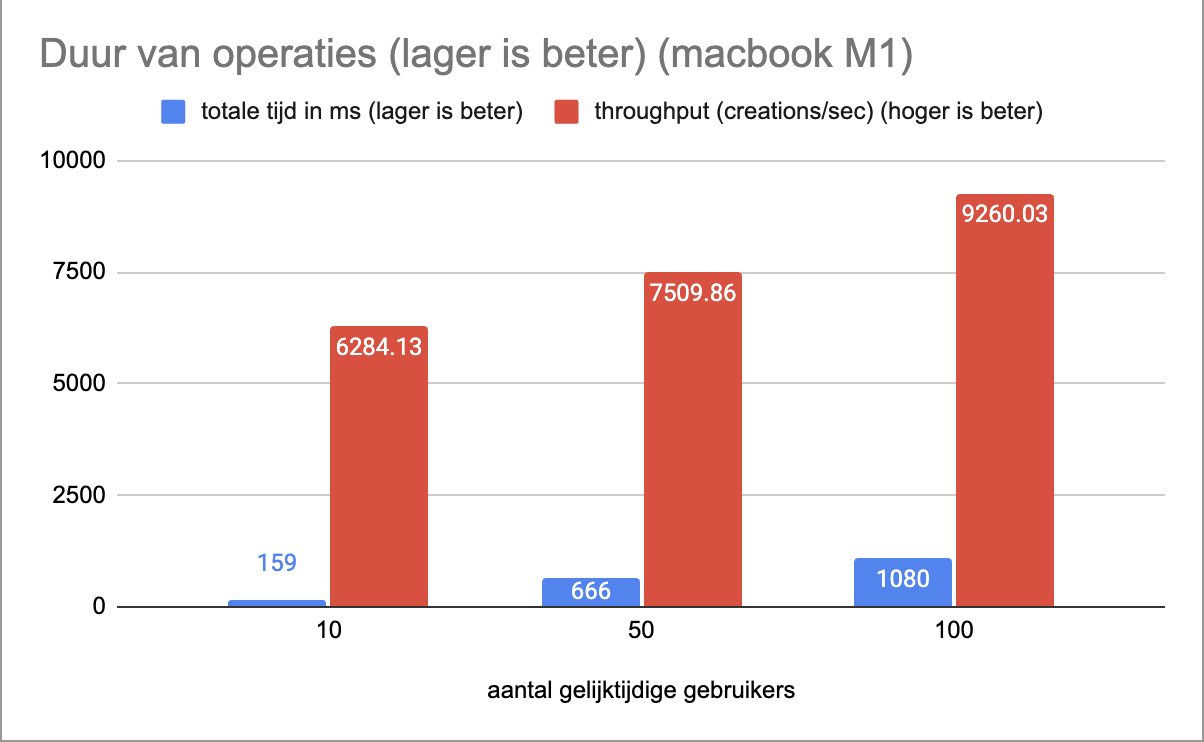 Duur van operaties (lager is beter) (macbook M1)
totale tijd in ms (lager is beter) throughput (creations/sec) (hoger is beter)
10000
7500
5000
2500
0
159
6284.13
666
7509.86
1080
9260.03
10 50 100
aantal gelijktijdige gebruikers